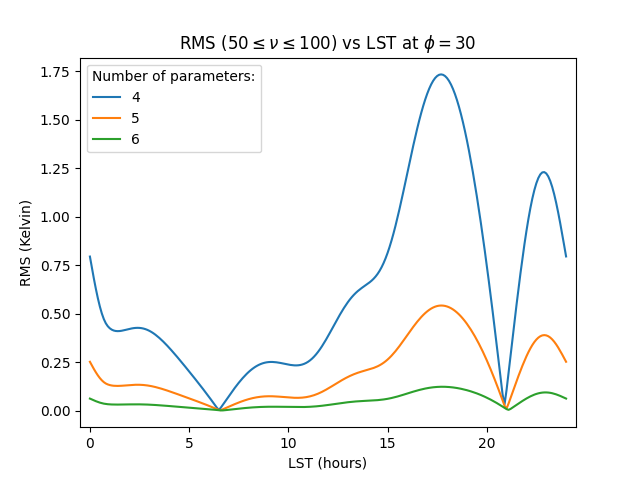 RMS (50 ≤ ν ≤ 100) vs LST at ϕ = 30
Number of parameters:
4
5
6
1.75
1.50
1.25
1.00
0.75
0.50
0.25
0.00
RMS (Kelvin)
0 5 10 15 20
LST (hours)